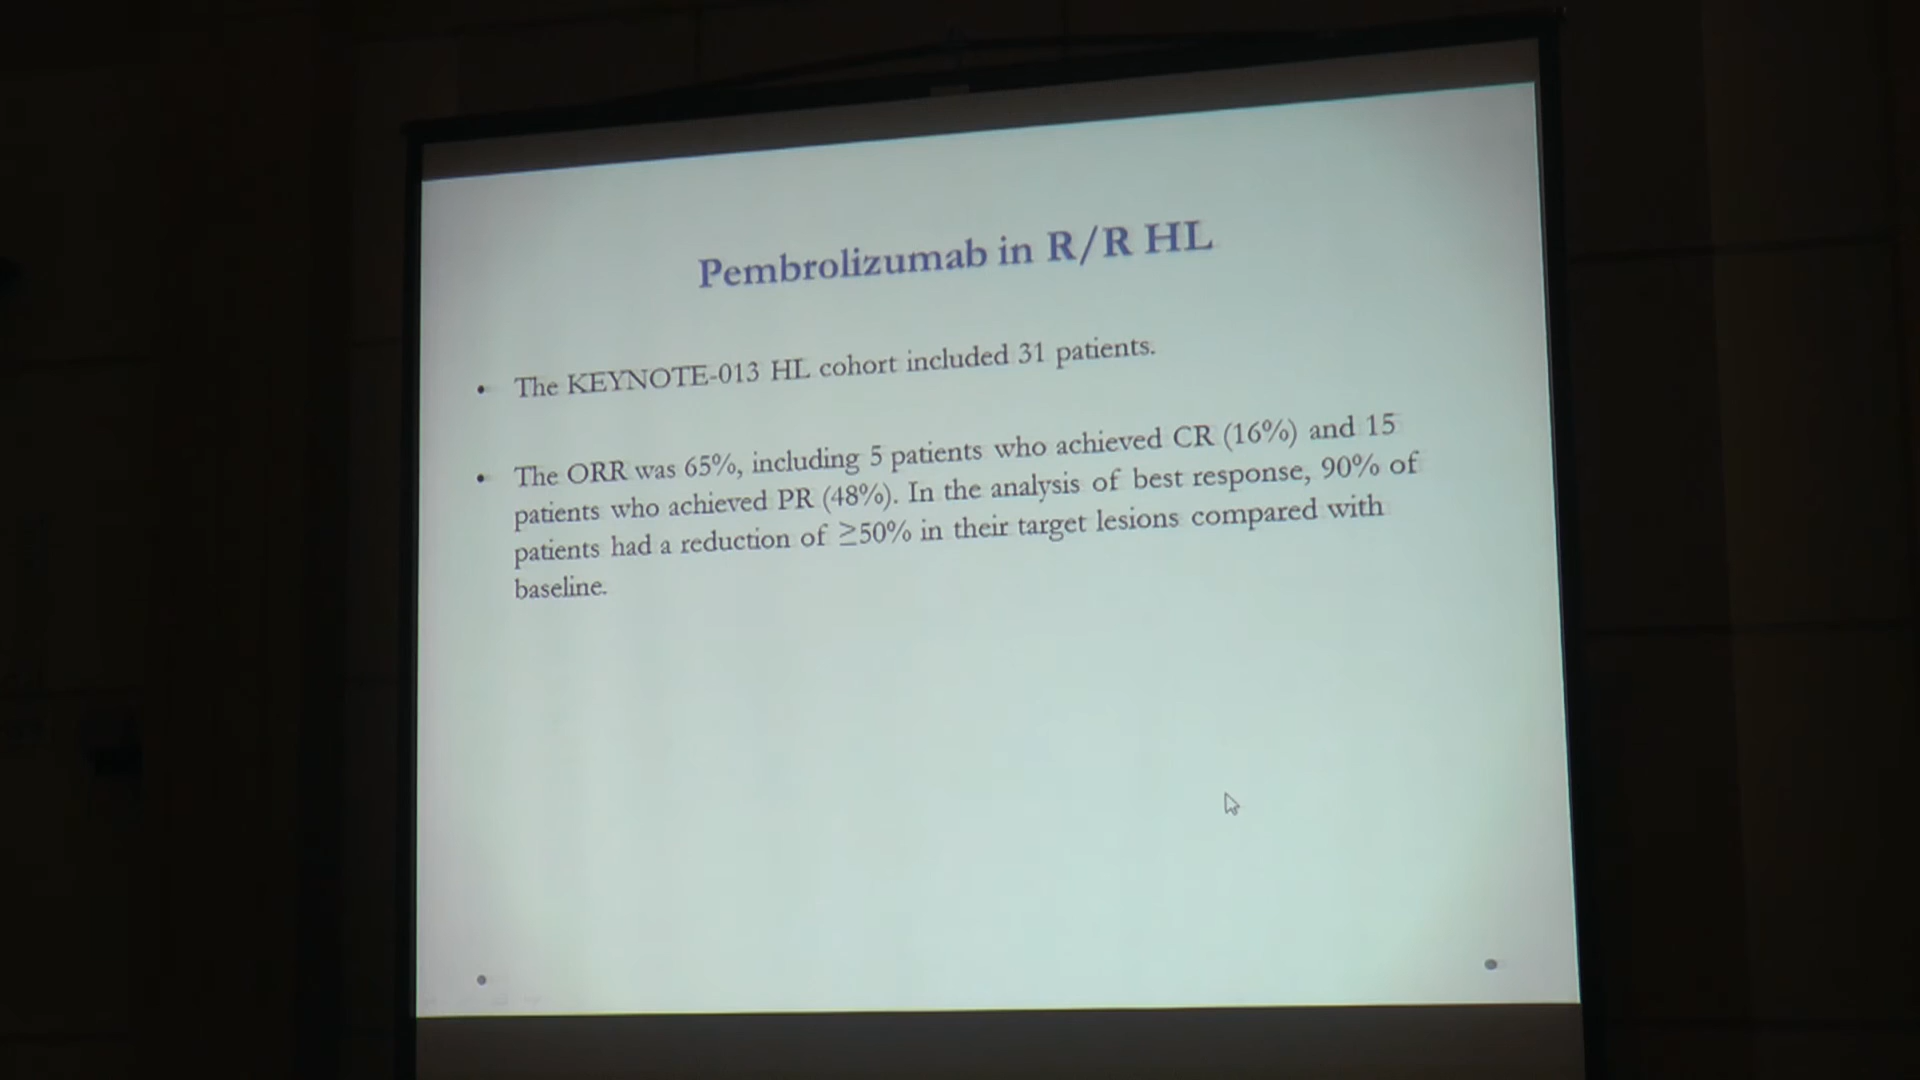 Pembrolizumab in R/R HL
• The KEYNOTE-013 HL cohort included 31 patients.
• The ORR was 65%, including 5 patients who achieved CR (16%) and 15
patients who achieved PR (48%). In the analysis of best response, 90% of
patients had a reduction of ≥50% in their target lesions compared with
baseline.